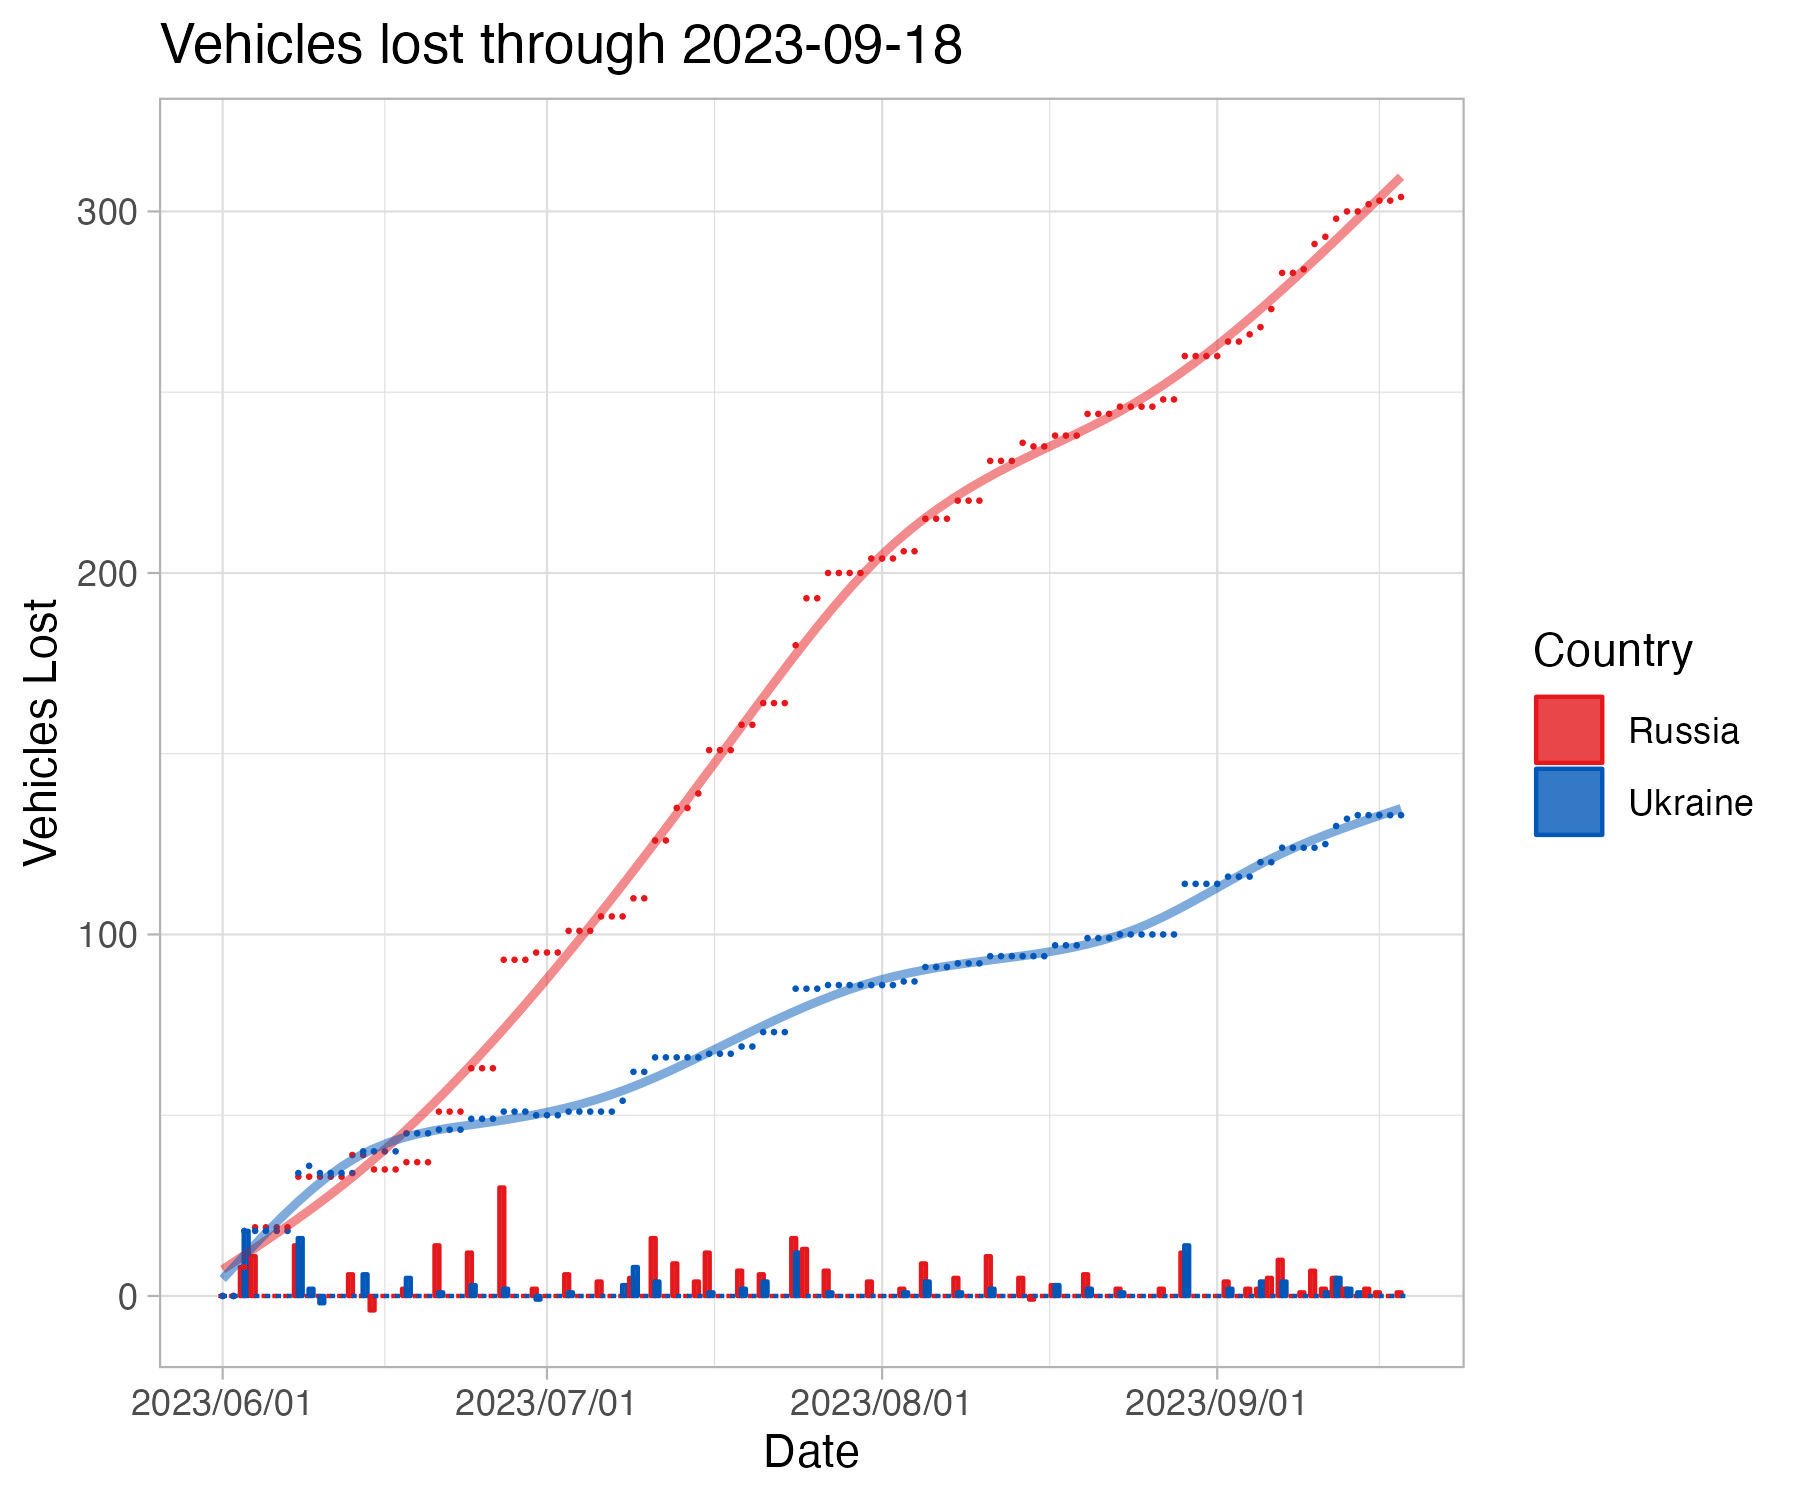 Vehicles lost through 2023-09-18
Vehicles Lost
300
200
100
0
2023/06/01
2023/07/01
2023/08/01
2023/09/01
Date
Country
Russia
Ukraine